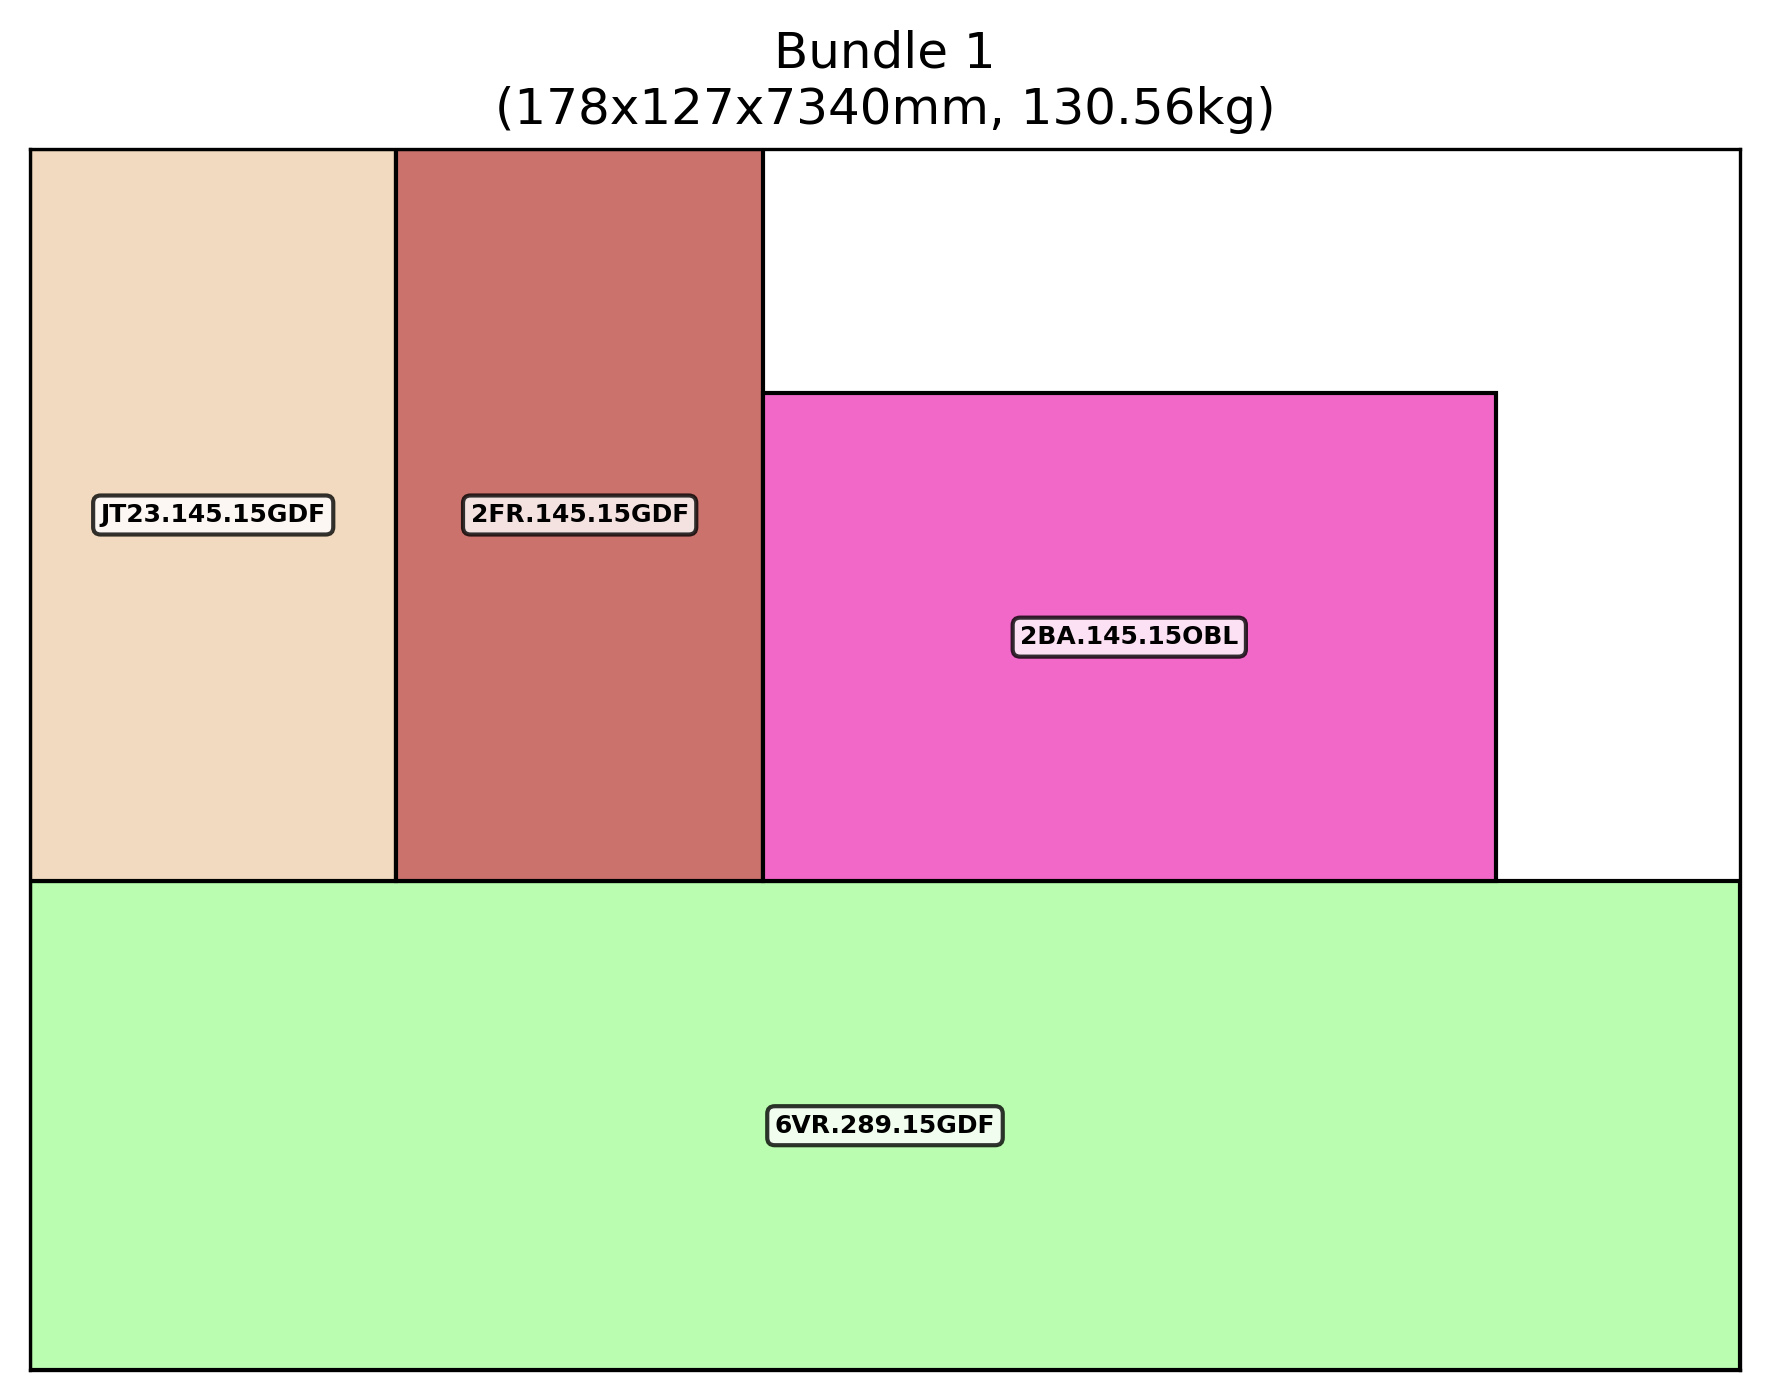 Bundle 1
(178x127x7340mm, 130.56kg)
JT23.145.15GDF
2FR.145.15GDF
2BA.145.15OBL
6VR.289.15GDF